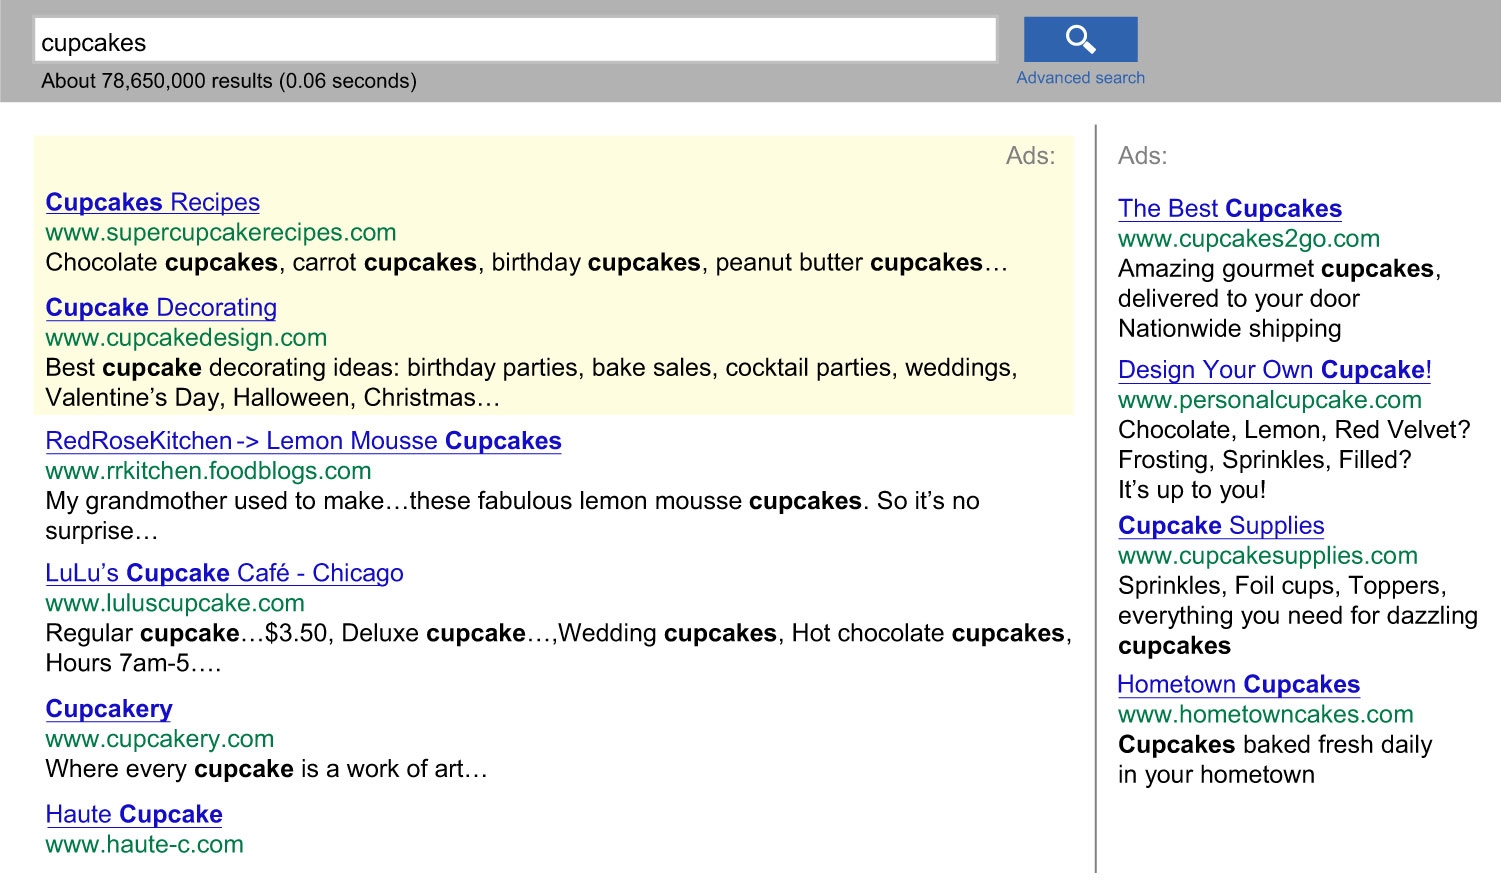 cupcakes
About 78,650,000 results (0.06 seconds)
Advanced search
Ads:
Cupcakes Recipes
www.supercupcakerecipes.com
Chocolate cupcakes, carrot cupcakes, birthday cupcakes, peanut butter cupcakes…
Cupcake Decorating
www.cupcakedesign.com
Best cupcake decorating ideas: birthday parties, bake sales, cocktail parties, weddings,
Valentine’s Day, Halloween, Christmas…
RedRoseKitchen-> Lemon Mousse Cupcakes
www.rrkitchen.foodblogs.com
My grandmother used to make…these fabulous lemon mousse cupcakes. So it’s no
surprise…
LuLu’s Cupcake Café - Chicago
www.luluscupcake.com
Regular cupcake…$3.50, Deluxe cupcake…,Wedding cupcakes, Hot chocolate cupcakes,
Hours 7am-5….
Cupcakery
www.cupcakery.com
Where every cupcake is a work of art…
Haute Cupcake
www.haute-c.com
Ads:
The Best Cupcakes
www.cupcakes2go.com
Amazing gourmet cupcakes,
delivered to your door
Nationwide shipping
Design Your Own Cupcake!
www.personalcupcake.com
Chocolate, Lemon, Red Velvet?
Frosting, Sprinkles, Filled?
It’s up to you!
Cupcake Supplies
www.cupcakesupplies.com
Sprinkles, Foil cups, Toppers,
everything you need for dazzling
cupcakes
Hometown Cupcakes
www.hometowncakes.com
Cupcakes baked fresh daily
in your hometown